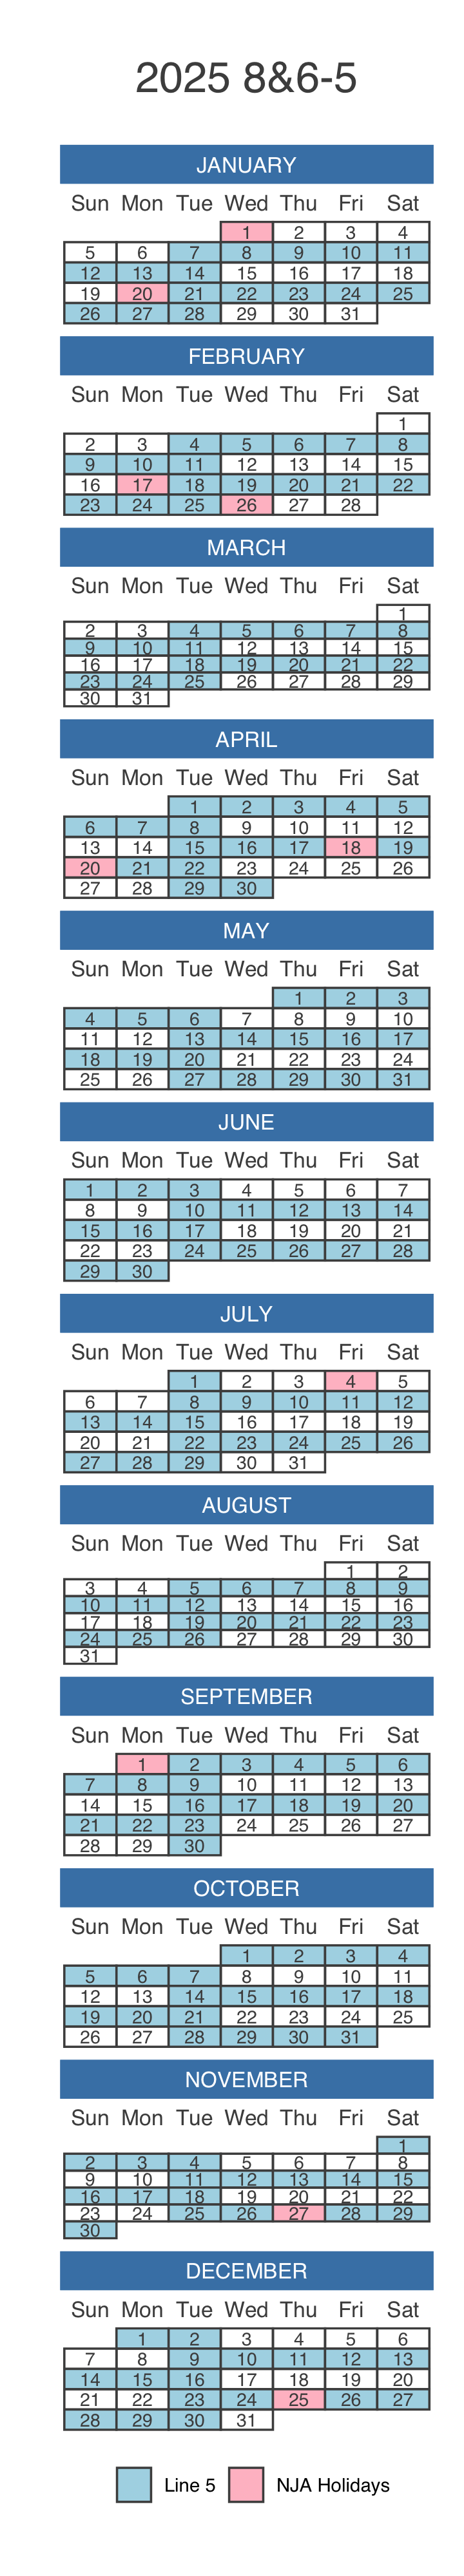 2025 8&6-5
JANUARY
Sun Mon Tue Wed Thu Fri Sat
1 2 3 4
5 6 7 8 9 10 11
12 13 14 15 16 17 18
19 20 21 22 23 24 25
26 27 28 29 30 31
FEBRUARY
Sun Mon Tue Wed Thu Fri Sat
1
2 3 4 5 6 7 8
9 10 11 12 13 14 15
16 17 18 19 20 21 22
23 24 25 26 27 28
MARCH
Sun Mon Tue Wed Thu Fri Sat
1
2 3 4 5 6 7 8
9 10 11 12 13 14 15
16 17 18 19 20 21 22
23 24 25 26 27 28 29
30 31
APRIL
Sun Mon Tue Wed Thu Fri Sat
1 2 3 4 5
6 7 8 9 10 11 12
13 14 15 16 17 18 19
20 21 22 23 24 25 26
27 28 29 30
MAY
Sun Mon Tue Wed Thu Fri Sat
1 2 3
4 5 6 7 8 9 10
11 12 13 14 15 16 17
18 19 20 21 22 23 24
25 26 27 28 29 30 31
JUNE
Sun Mon Tue Wed Thu Fri Sat
1 2 3 4 5 6 7
8 9 10 11 12 13 14
15 16 17 18 19 20 21
22 23 24 25 26 27 28
29 30
JULY
Sun Mon Tue Wed Thu Fri Sat
1 2 3 4 5
6 7 8 9 10 11 12
13 14 15 16 17 18 19
20 21 22 23 24 25 26
27 28 29 30 31
AUGUST
Sun Mon Tue Wed Thu Fri Sat
1 2
3 4 5 6 7 8 9
10 11 12 13 14 15 16
17 18 19 20 21 22 23
24 25 26 27 28 29 30
31
SEPTEMBER
Sun Mon Tue Wed Thu Fri Sat
1 2 3 4 5 6
7 8 9 10 11 12 13
14 15 16 17 18 19 20
21 22 23 24 25 26 27
28 29 30
OCTOBER
Sun Mon Tue Wed Thu Fri Sat
1 2 3 4
5 6 7 8 9 10 11
12 13 14 15 16 17 18
19 20 21 22 23 24 25
26 27 28 29 30 31
NOVEMBER
Sun Mon Tue Wed Thu Fri Sat
1
2 3 4 5 6 7 8
9 10 11 12 13 14 15
16 17 18 19 20 21 22
23 24 25 26 27 28 29
30
DECEMBER
Sun Mon Tue Wed Thu Fri Sat
1 2 3 4 5 6
7 8 9 10 11 12 13
14 15 16 17 18 19 20
21 22 23 24 25 26 27
28 29 30 31
Line 5 NJA Holidays